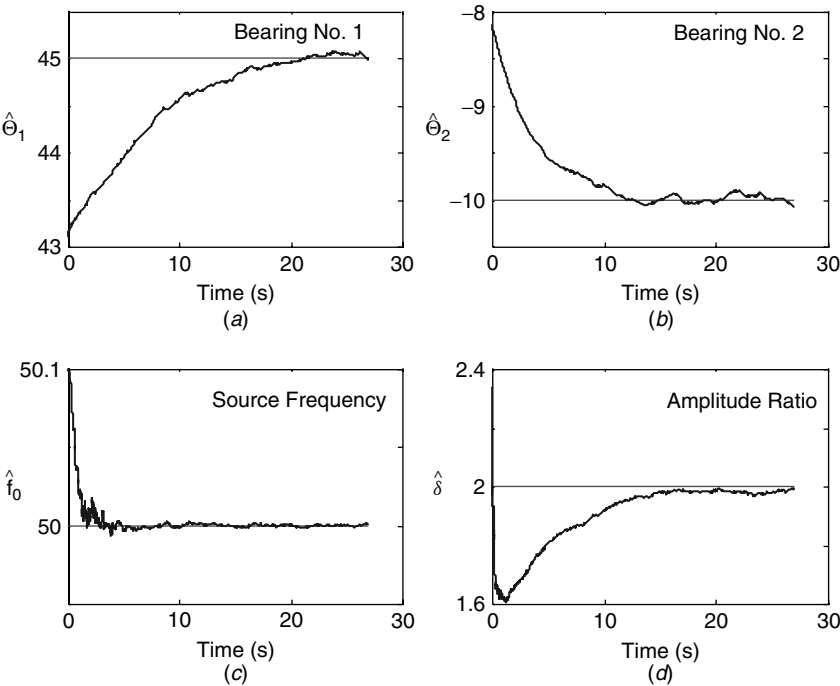 Bearing No. 1
45
44
43
Θ̂1
0 10 20 30
Time (s)
(a)
Bearing No. 2
−8
−9
−10
Θ̂2
0 10 20 30
Time (s)
(b)
Source Frequency
50.1
50
f̂0
0 10 20 30
Time (s)
(c)
Amplitude Ratio
2.4
2
1.6
δ̂
0 10 20 30
Time (s)
(d)